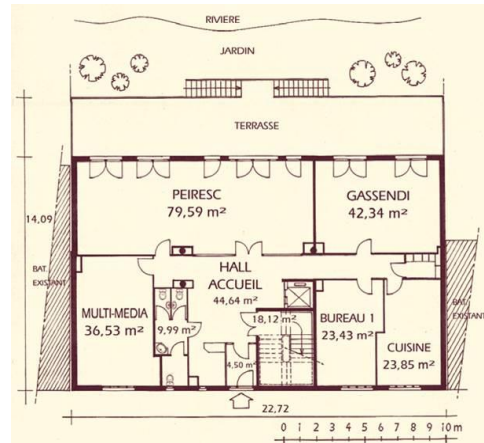 RIVIERE
JARDIN
TERRASSE
PEIRESC
79,59 m²
GASSENDI
42,34 m²
14,09
BAT.
EXISTANT
HALL
ACCUEIL
44,64 m²
MULTI-MEDIA
36,53 m²
9,99 m²
18,12 m²
BUREAU 1
23,43 m²
BAT.
EXISTANT
CUISINE
23,85 m²
4,50 m²
22,72
0 1 2 3 4 5 6 7 8 9 10 m